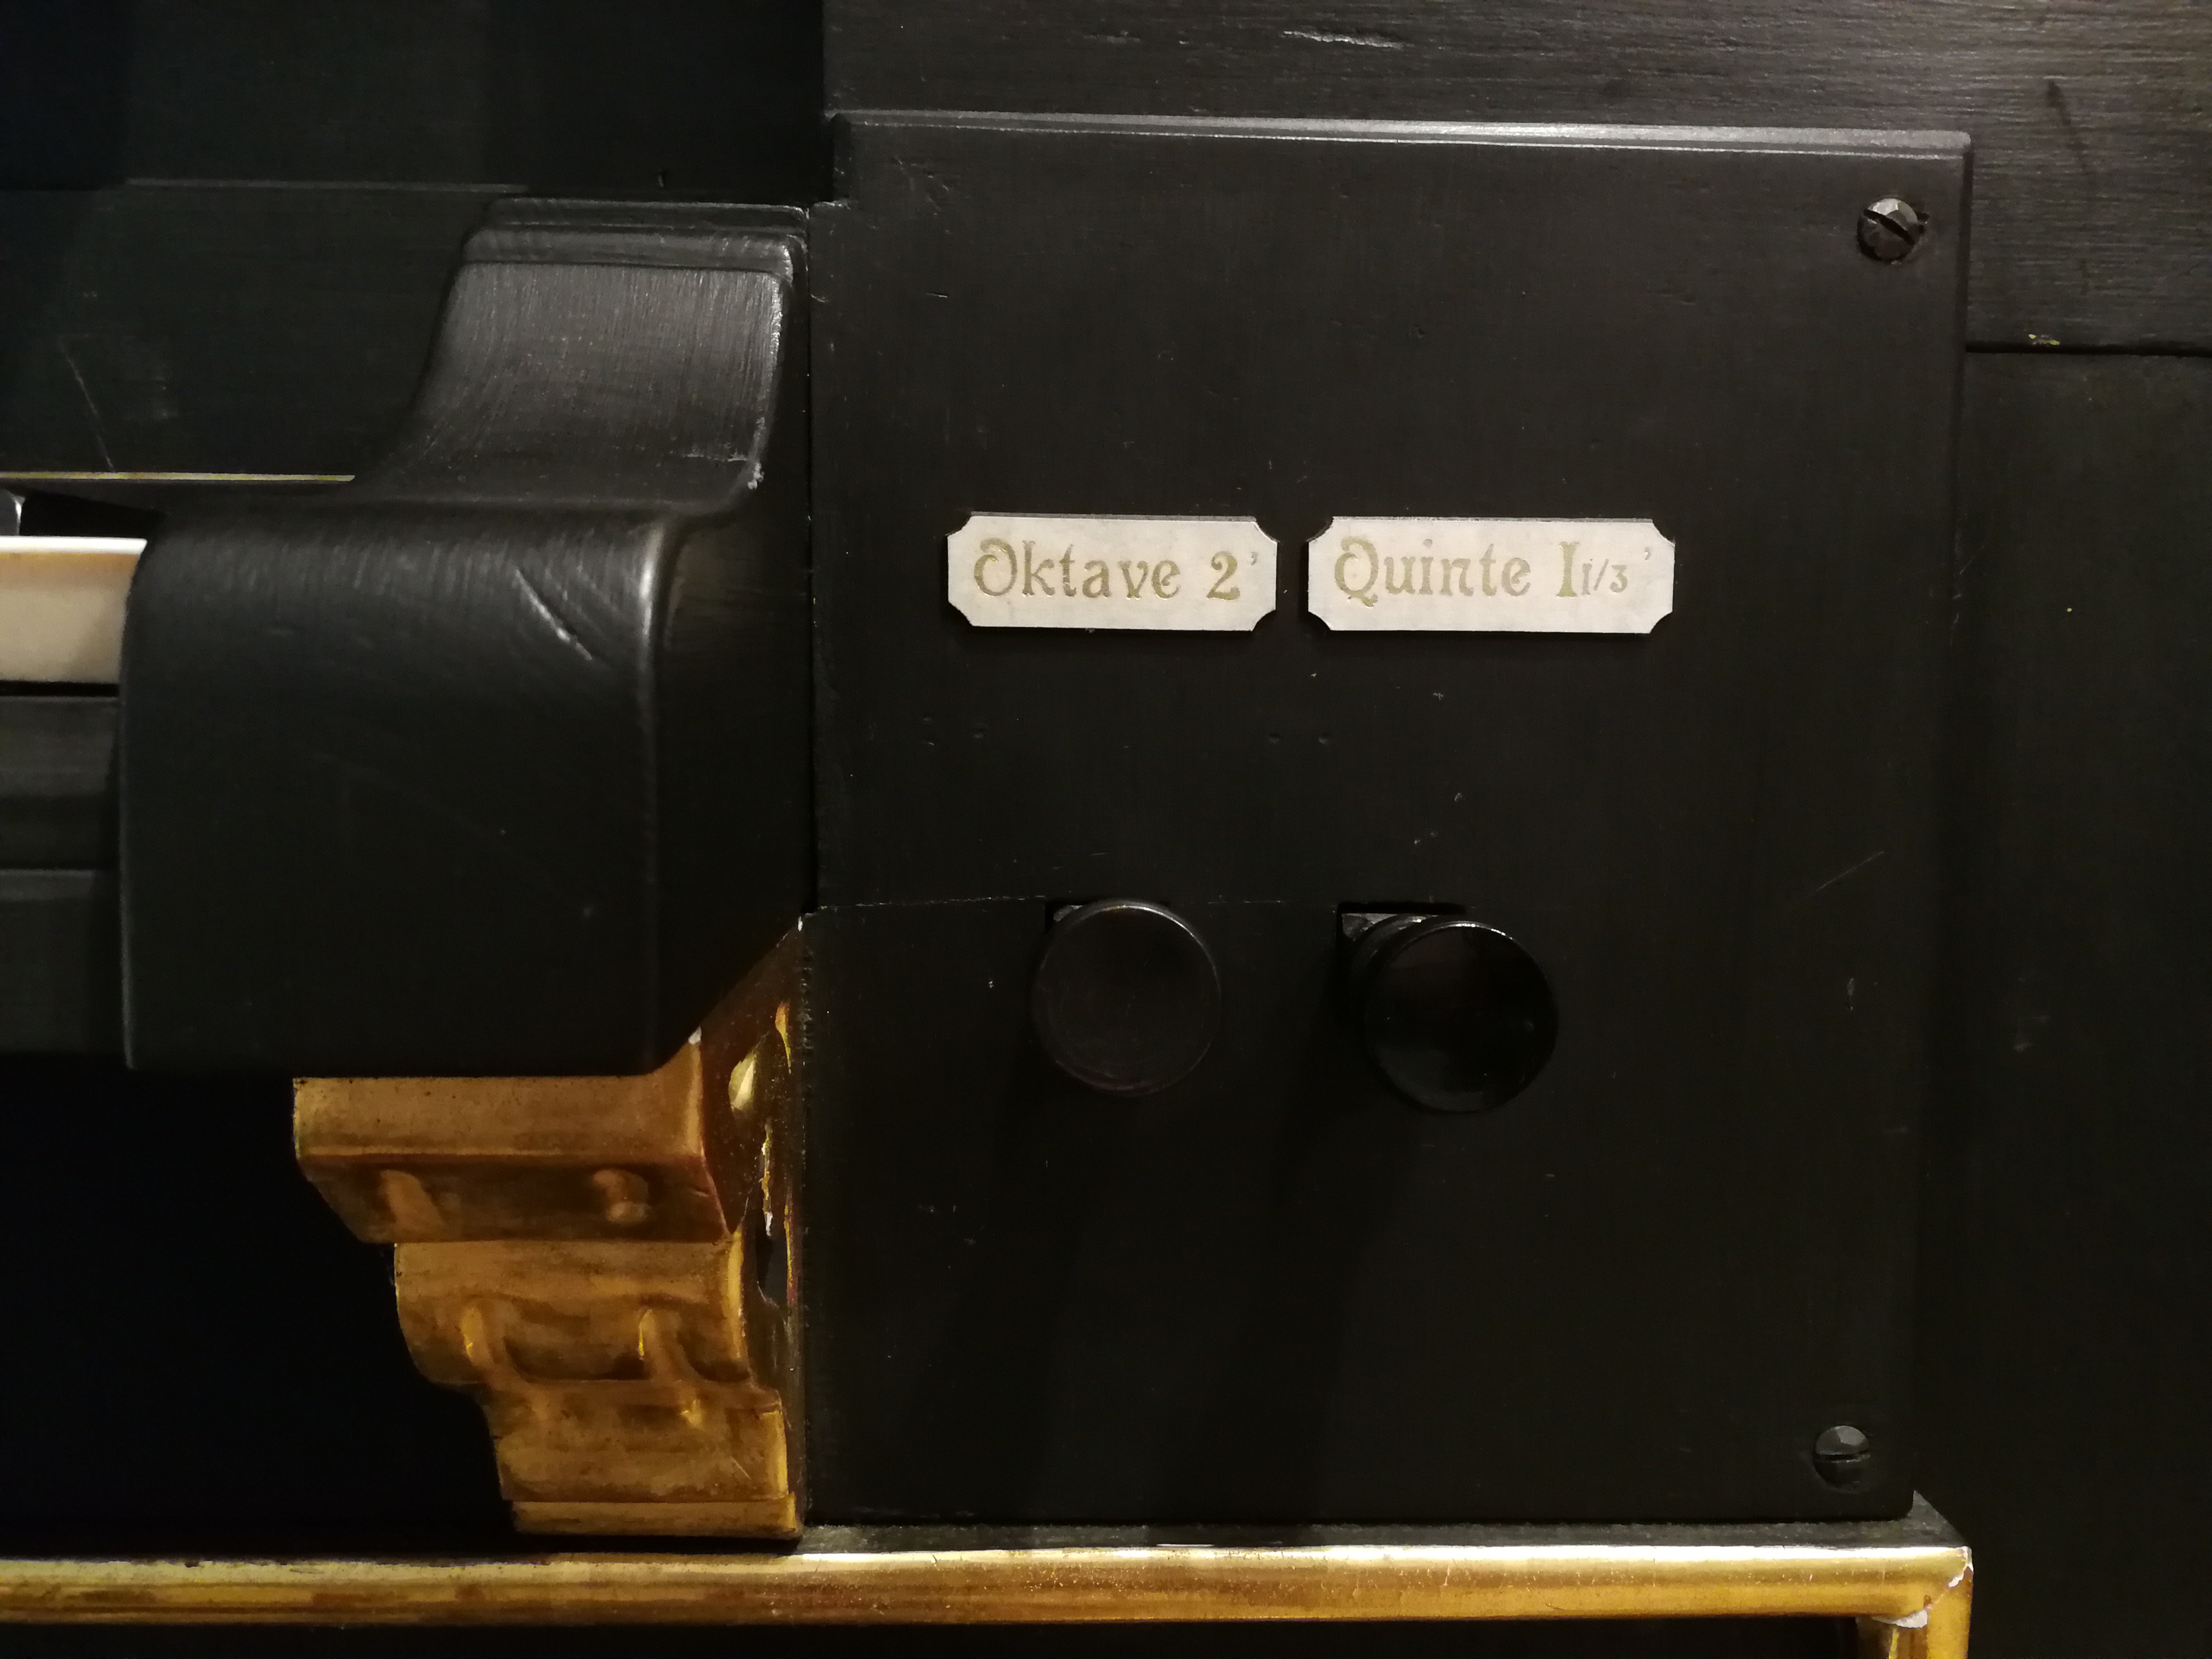 Oktave 2'
Quinte 1 1/3'